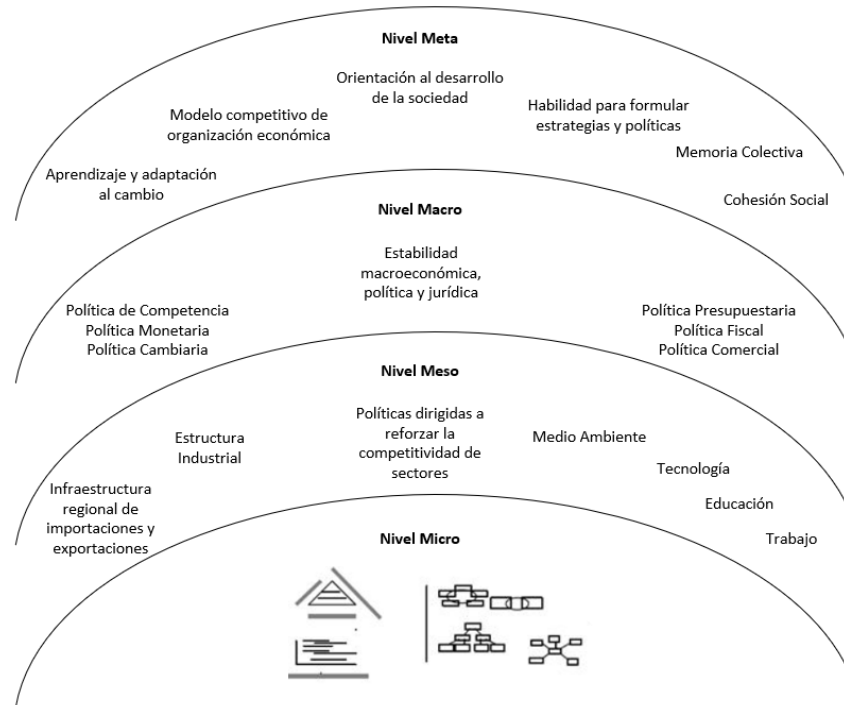 Nivel Meta
Orientación al desarrollo
de la sociedad
Modelo competitivo de
organización económica
Habilidad para formular
estrategias y políticas
Memoria Colectiva
Aprendizaje y adaptación
al cambio
Cohesión Social
Nivel Macro
Estabilidad
macroeconómica,
política y jurídica
Política de Competencia
Política Monetaria
Política Cambiaria
Política Presupuestaria
Política Fiscal
Política Comercial
Nivel Meso
Políticas dirigidas a
reforzar la
competitividad de
sectores
Estructura
Industrial
Medio Ambiente
Tecnología
Infraestructura
regional de
importaciones y
exportaciones
Educación
Trabajo
Nivel Micro